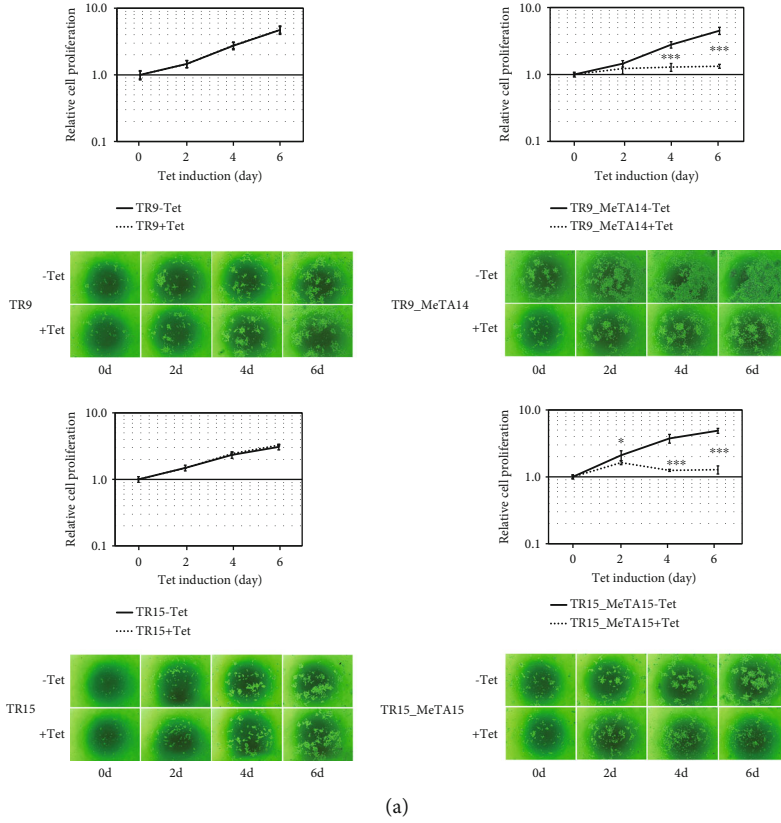 10.0
1.0
0.1
Relative cell proliferation
0 2 4 6
Tet induction (day)
TR9-Tet
TR9+Tet
TR9
-Tet
+Tet
0d 2d 4d 6d
10.0
1.0
0.1
Relative cell proliferation
***
***
0 2 4 6
Tet induction (day)
TR9_MeTA14-Tet
TR9_MeTA14+Tet
TR9_MeTA14
-Tet
+Tet
0d 2d 4d 6d
10.0
1.0
0.1
Relative cell proliferation
0 2 4 6
Tet induction (day)
TR15-Tet
TR15+Tet
TR15
-Tet
+Tet
0d 2d 4d 6d
10.0
1.0
0.1
Relative cell proliferation
*
***
***
0 2 4 6
Tet induction (day)
TR15_MeTA15-Tet
TR15_MeTA15+Tet
TR15_MeTA15
-Tet
+Tet
0d 2d 4d 6d
(a)